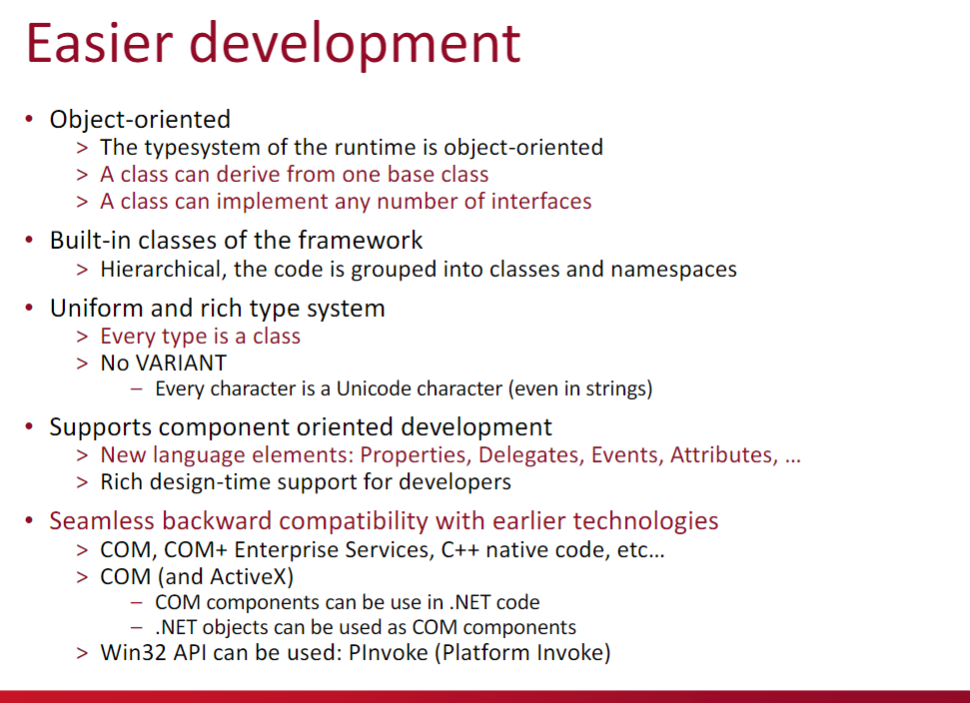 Easier development
• Object-oriented
> The typesystem of the runtime is object-oriented
> A class can derive from one base class
> A class can implement any number of interfaces
• Built-in classes of the framework
> Hierarchical, the code is grouped into classes and namespaces
• Uniform and rich type system
> Every type is a class
> No VARIANT
– Every character is a Unicode character (even in strings)
• Supports component oriented development
> New language elements: Properties, Delegates, Events, Attributes, …
> Rich design-time support for developers
• Seamless backward compatibility with earlier technologies
> COM, COM+ Enterprise Services, C++ native code, etc…
> COM (and ActiveX)
– COM components can be use in .NET code
– .NET objects can be used as COM components
> Win32 API can be used: PInvoke (Platform Invoke)